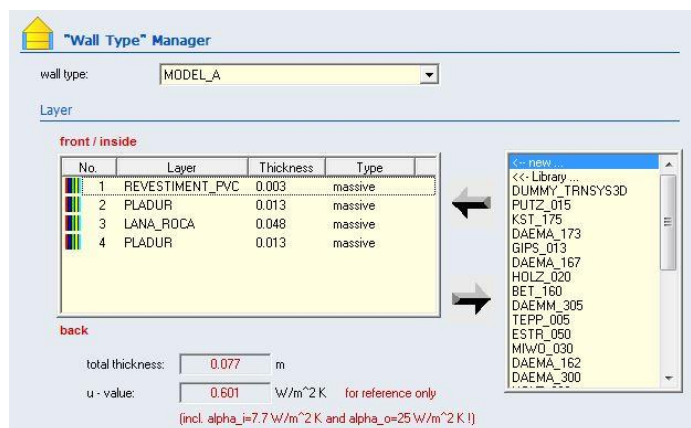 "Wall Type" Manager
wall type: MODEL_A
Layer
front / inside
No. Layer Thickness Type
1 REVESTIMENT_PVC 0.003 massive
2 PLADUR 0.013 massive
3 LANA_ROCA 0.048 massive
4 PLADUR 0.013 massive
back
total thickness: 0.077 m
u - value: 0.601 W/m^2 K for reference only
(incl. alpha_i=7.7 W/m^2 K and alpha_o=25 W/m^2 K !)
<-- new ...
<<- Library ...
DUMMY_TRNSYS3D
PUTZ_015
KST_175
DAEMA_173
GIPS_013
DAEMA_167
HOLZ_020
BET_160
DAEMM_305
TEPP_005
ESTR_050
MIWO_030
DAEMA_162
DAEMA_300